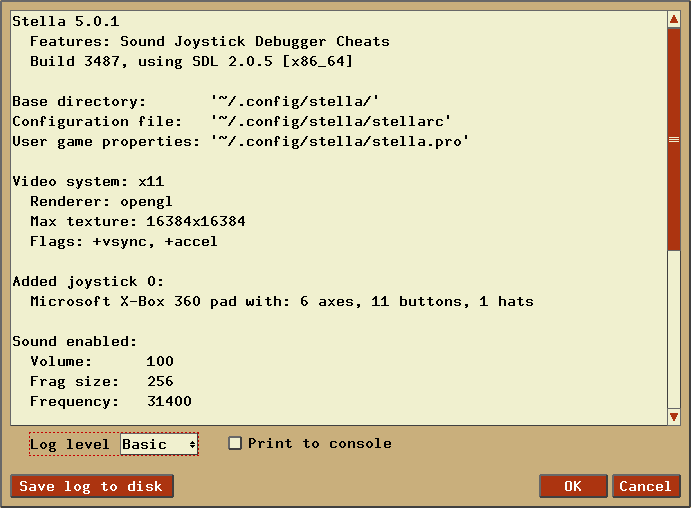 Stella 5.0.1
Features: Sound Joystick Debugger Cheats
Build 3487, using SDL 2.0.5 [x86_64]
Base directory: '~/.config/stella/'
Configuration file: '~/.config/stella/stellarc'
User game properties: '~/.config/stella/stella.pro'
Video system: x11
Renderer: opengl
Max texture: 16384x16384
Flags: +vsync, +accel
Added joystick 0:
Microsoft X-Box 360 pad with: 6 axes, 11 buttons, 1 hats
Sound enabled:
Volume: 100
Frag size: 256
Frequency: 31400
Log level Basic Print to console
Save log to disk OK Cancel